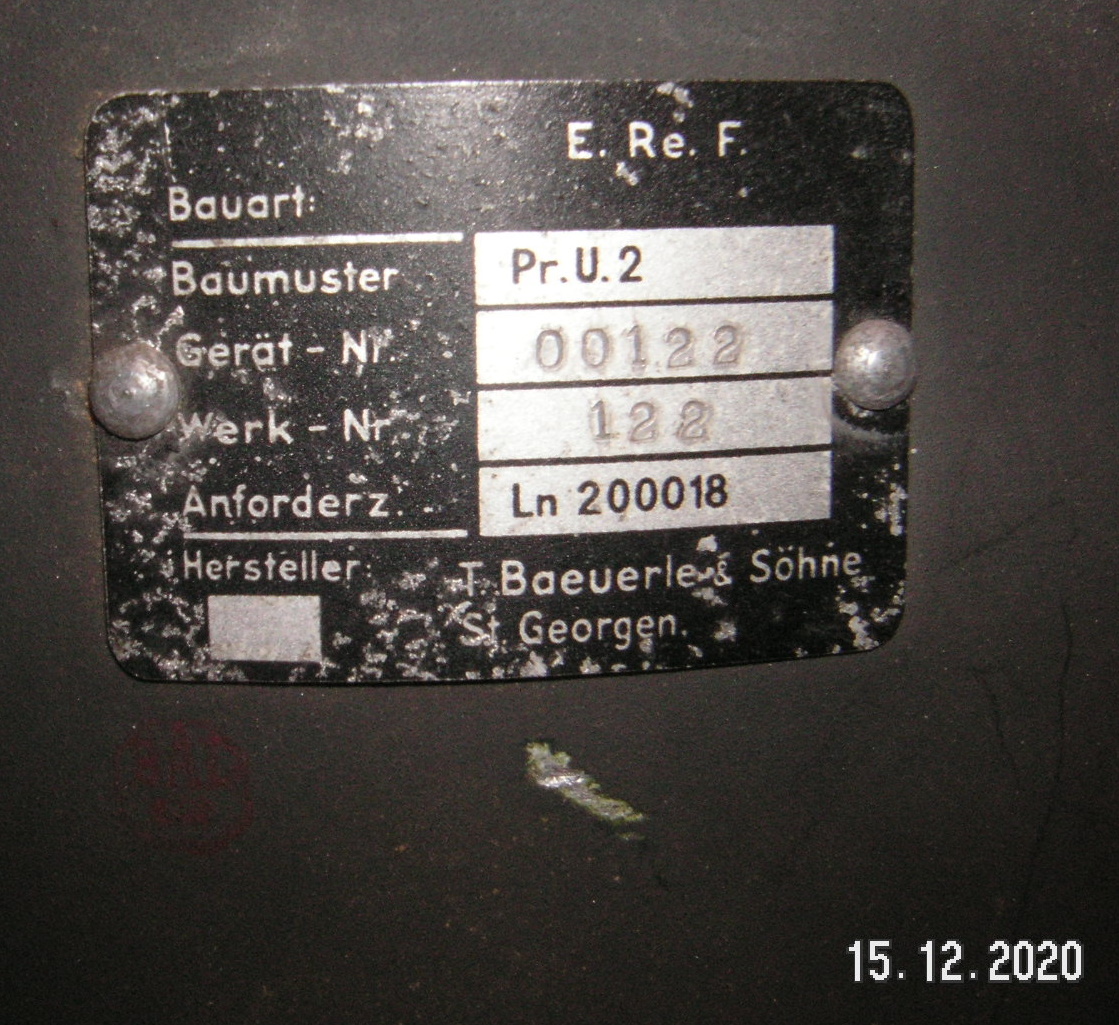 E. Re. F.
Bauart:
Baumuster Pr.U.2
Gerät - Nr. 00122
Werk - Nr. 122
Anforderz. Ln 200018
Hersteller: T. Baeuerle & Söhne
St. Georgen.
15.12.2020